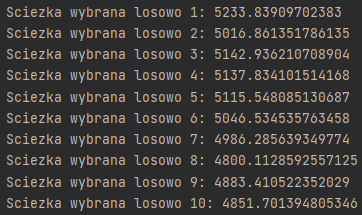 Sciezka wybrana losowo 1: 5233.83909702383
Sciezka wybrana losowo 2: 5016.861351786135
Sciezka wybrana losowo 3: 5142.936210708904
Sciezka wybrana losowo 4: 5137.834101514168
Sciezka wybrana losowo 5: 5115.548085130687
Sciezka wybrana losowo 6: 5046.534535763458
Sciezka wybrana losowo 7: 4986.285639349774
Sciezka wybrana losowo 8: 4800.1128592557125
Sciezka wybrana losowo 9: 4883.410522352029
Sciezka wybrana losowo 10: 4851.701394805346